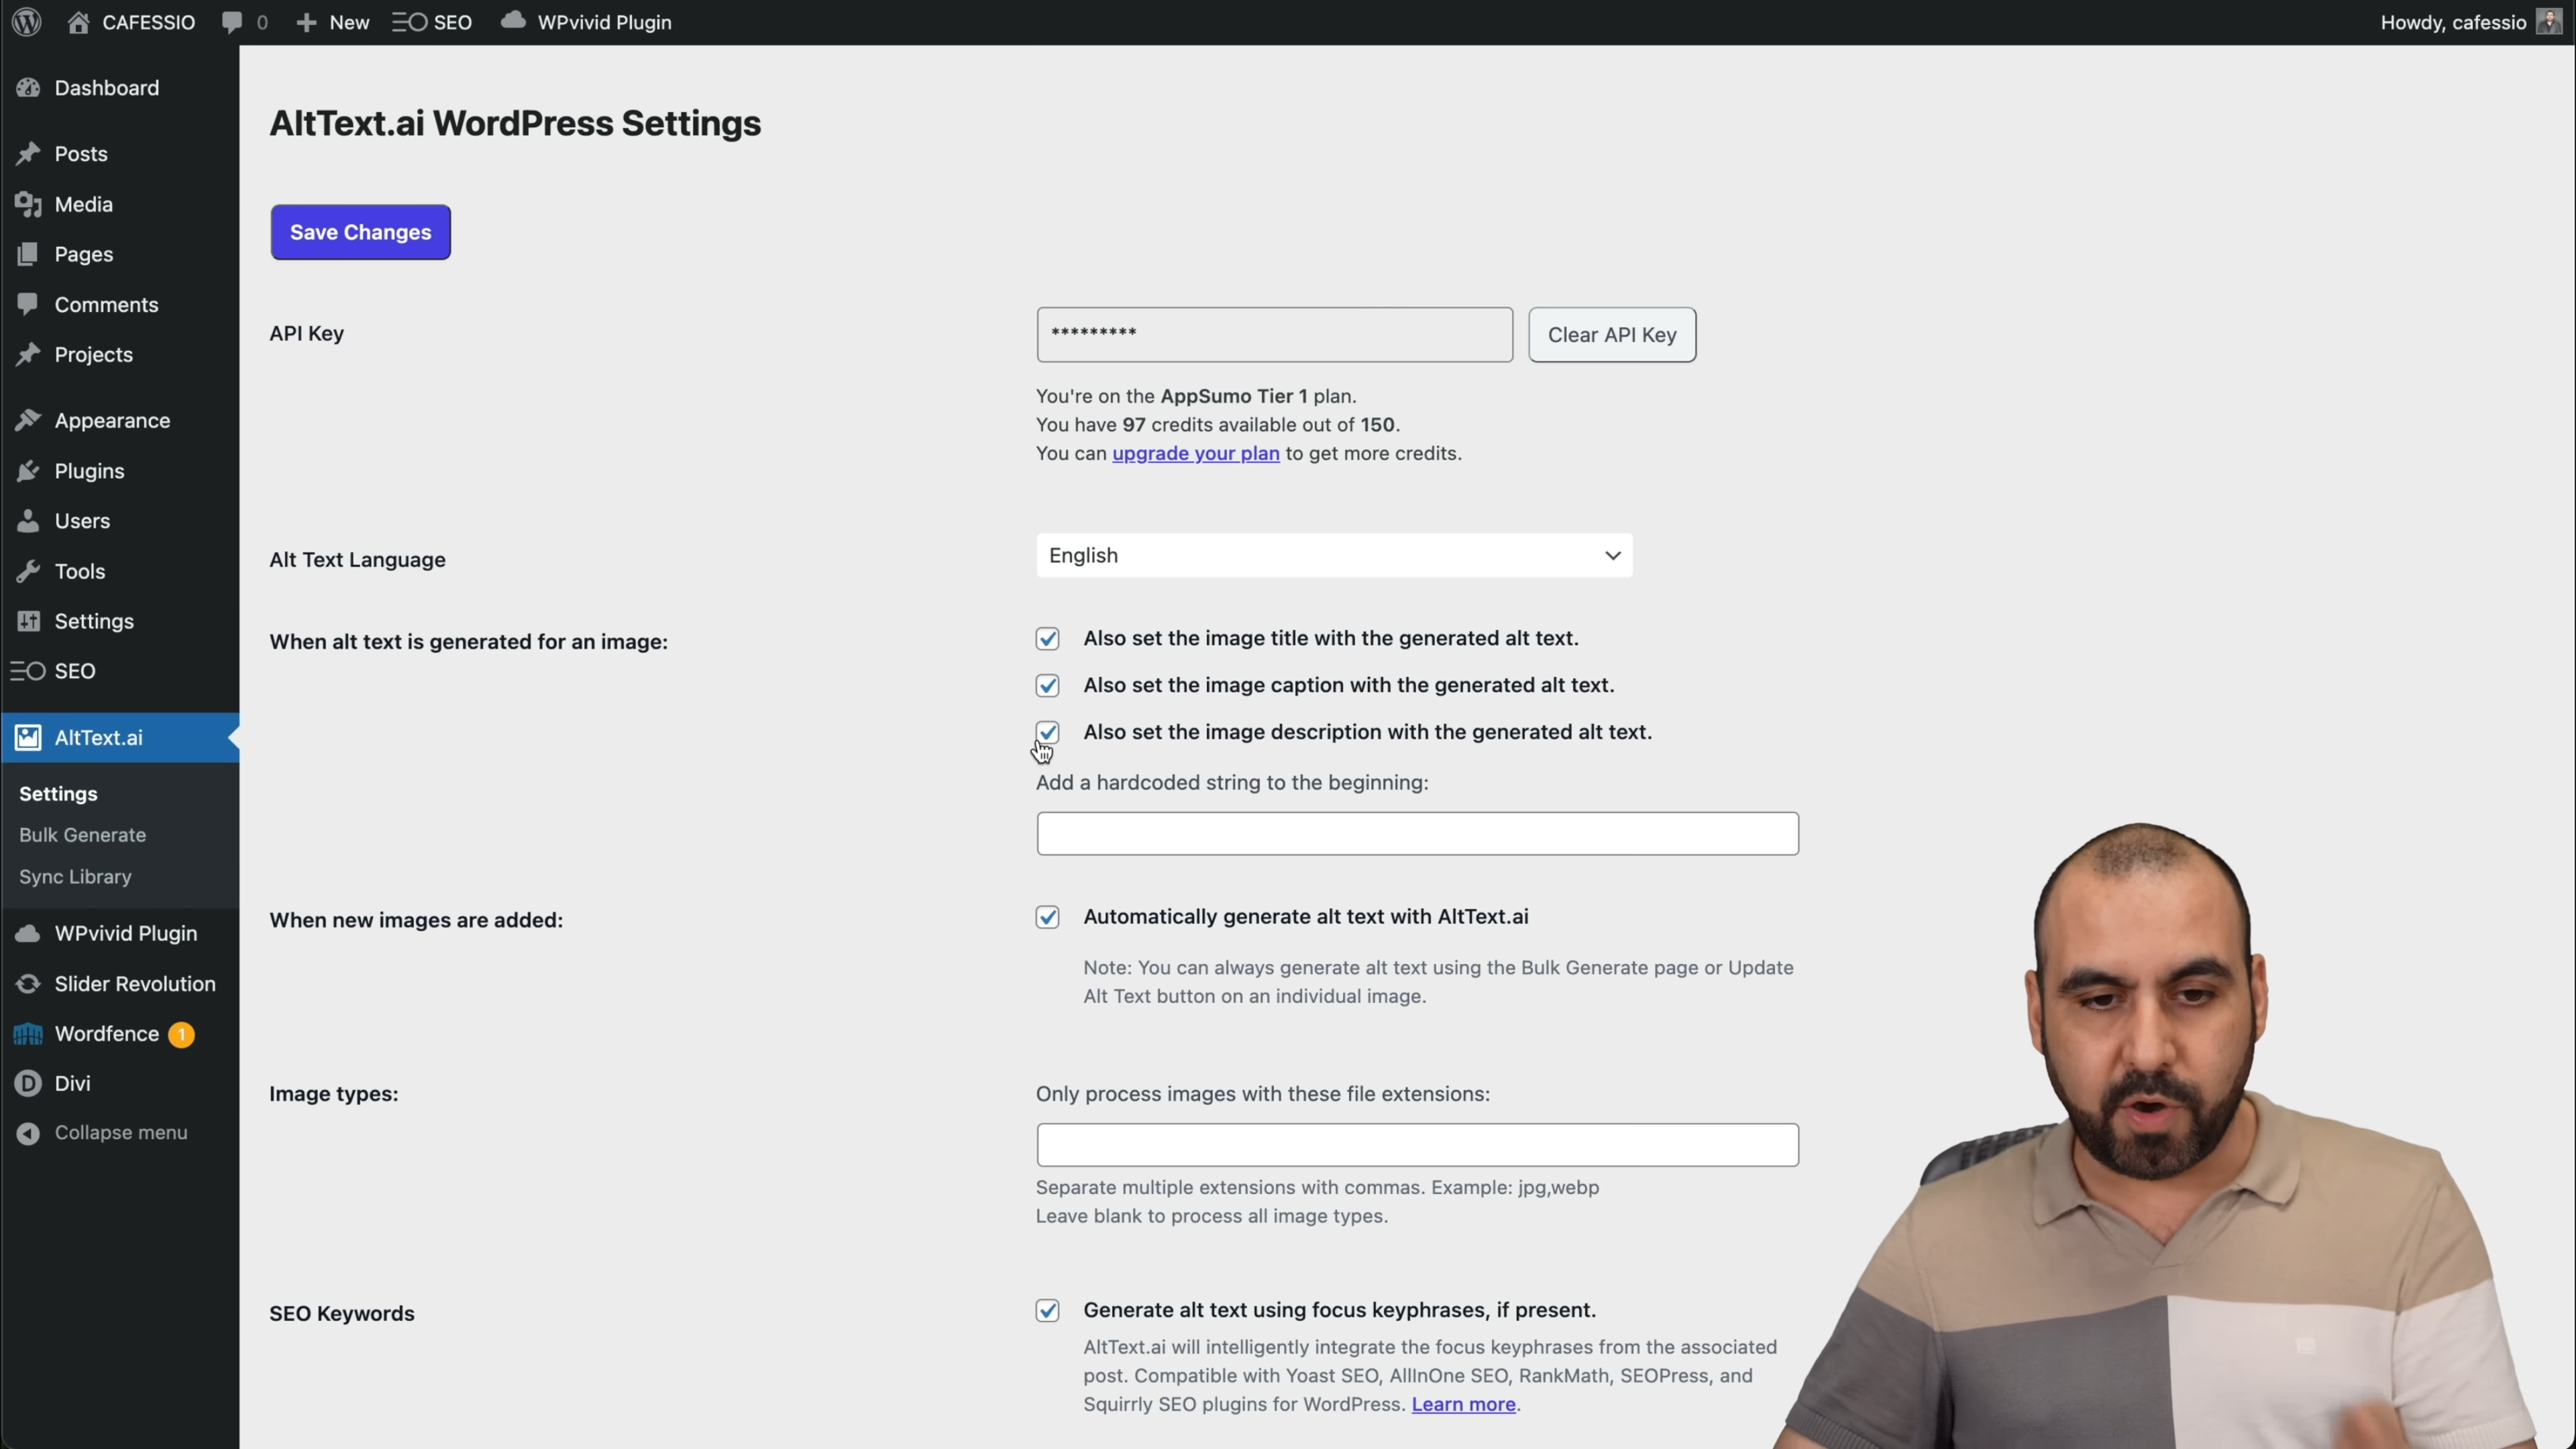 CAFESSIO 0 New SEO WPvivid Plugin Howdy, cafessio
Dashboard
Posts
Media
Pages
Comments
Projects
Appearance
Plugins
Users
Tools
Settings
SEO
AltText.ai
Settings
Bulk Generate
Sync Library
WPvivid Plugin
Slider Revolution
Wordfence 1
Divi
Collapse menu
AltText.ai WordPress Settings
Save Changes
API Key
********* Clear API Key
You're on the AppSumo Tier 1 plan.
You have 97 credits available out of 150.
You can upgrade your plan to get more credits.
Alt Text Language
English
When alt text is generated for an image:
Also set the image title with the generated alt text.
Also set the image caption with the generated alt text.
Also set the image description with the generated alt text.
Add a hardcoded string to the beginning:
When new images are added:
Automatically generate alt text with AltText.ai
Note: You can always generate alt text using the Bulk Generate page or Update
Alt Text button on an individual image.
Image types:
Only process images with these file extensions:
Separate multiple extensions with commas. Example: jpg,webp
Leave blank to process all image types.
SEO Keywords
Generate alt text using focus keyphrases, if present.
AltText.ai will intelligently integrate the focus keyphrases from the associated
post. Compatible with Yoast SEO, AllInOne SEO, RankMath, SEOPress, and
Squirrly SEO plugins for WordPress. Learn more.